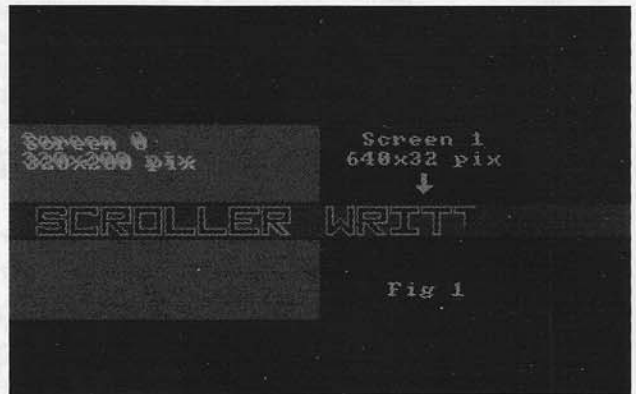 Screen 0
320x200 pix
Screen 1
640x32 pix
SCROLLER WRITT
Fig 1